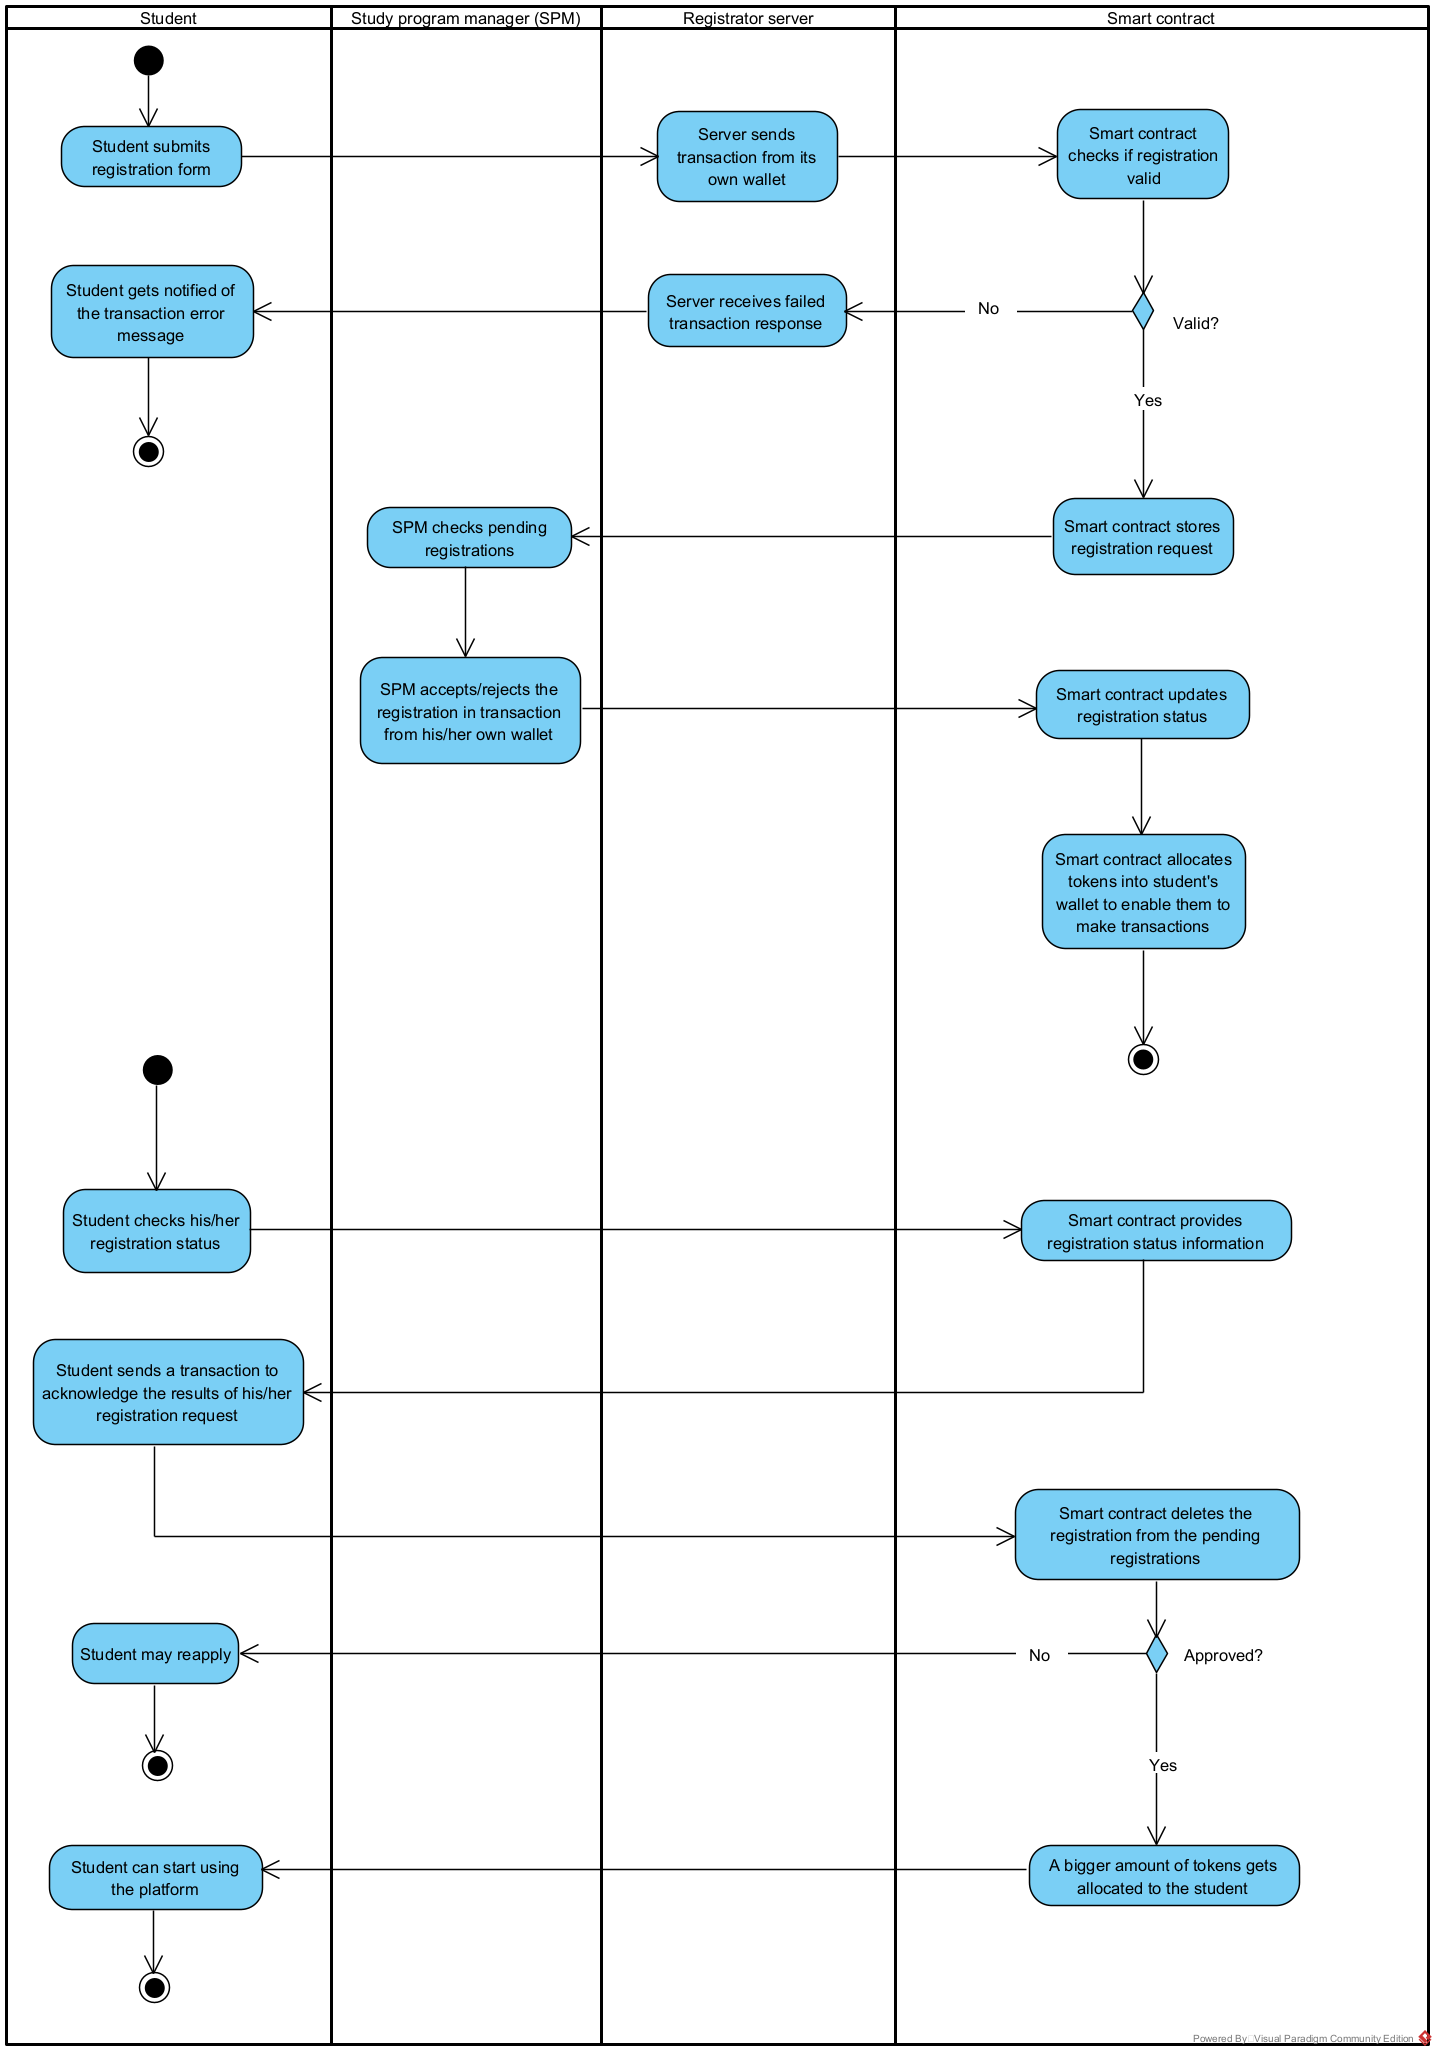 Student
Study program manager (SPM)
Registrator server
Smart contract
Student submits
registration form
Server sends
transaction from its
own wallet
Smart contract
checks if registration
valid
Student gets notified of
the transaction error
message
Server receives failed
transaction response
No
Valid?
Yes
SPM checks pending
registrations
Smart contract stores
registration request
SPM accepts/rejects the
registration in transaction
from his/her own wallet
Smart contract updates
registration status
Smart contract allocates
tokens into student's
wallet to enable them to
make transactions
Student checks his/her
registration status
Smart contract provides
registration status information
Student sends a transaction to
acknowledge the results of his/her
registration request
Smart contract deletes the
registration from the pending
registrations
Student may reapply
No
Approved?
Yes
Student can start using
the platform
A bigger amount of tokens gets
allocated to the student
Powered By Visual Paradigm Community Edition